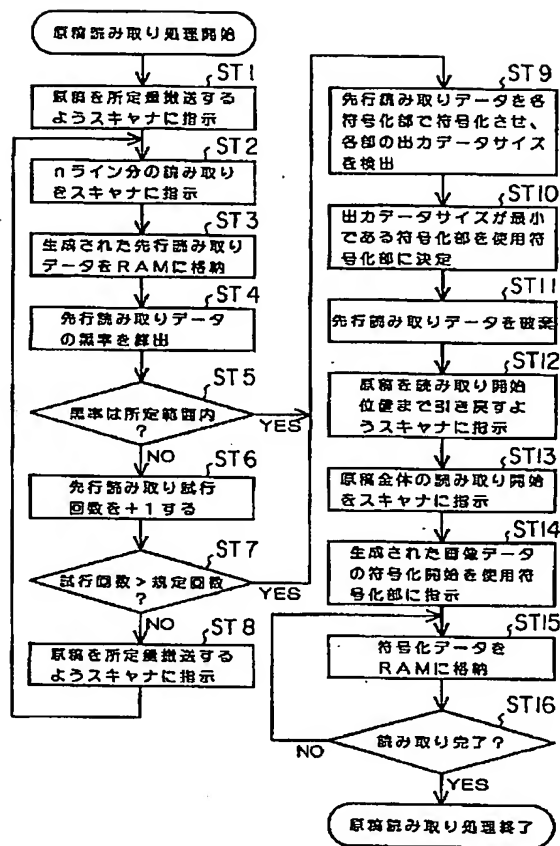 原稿読み取り処理開始
ST1
原稿を所定量搬送する
ようスキャナに指示
ST2
nライン分の読み取り
をスキャナに指示
ST3
生成された先行読み取り
データをRAMに格納
ST4
先行読み取りデータ
の黒率を算出
ST5
黒率は所定範囲内
?
YES
NO
ST6
先行読み取り試行
回数を+1する
ST7
試行回数>規定回数
?
YES
NO
ST8
原稿を所定量搬送する
ようスキャナに指示
ST9
先行読み取りデータを各
符号化部で符号化させ、
各部の出力データサイズ
を検出
ST10
出力データサイズが最小
である符号化部を使用符
号化部に決定
ST11
先行読み取りデータを破棄
ST12
原稿を読み取り開始
位置まで引き戻すよ
うスキャナに指示
ST13
原稿全体の読み取り開始
をスキャナに指示
ST14
生成された画像データ
の符号化開始を使用符
号化部に指示
ST15
符号化データを
RAMに格納
ST16
読み取り完了?
NO
YES
原稿読み取り処理終了